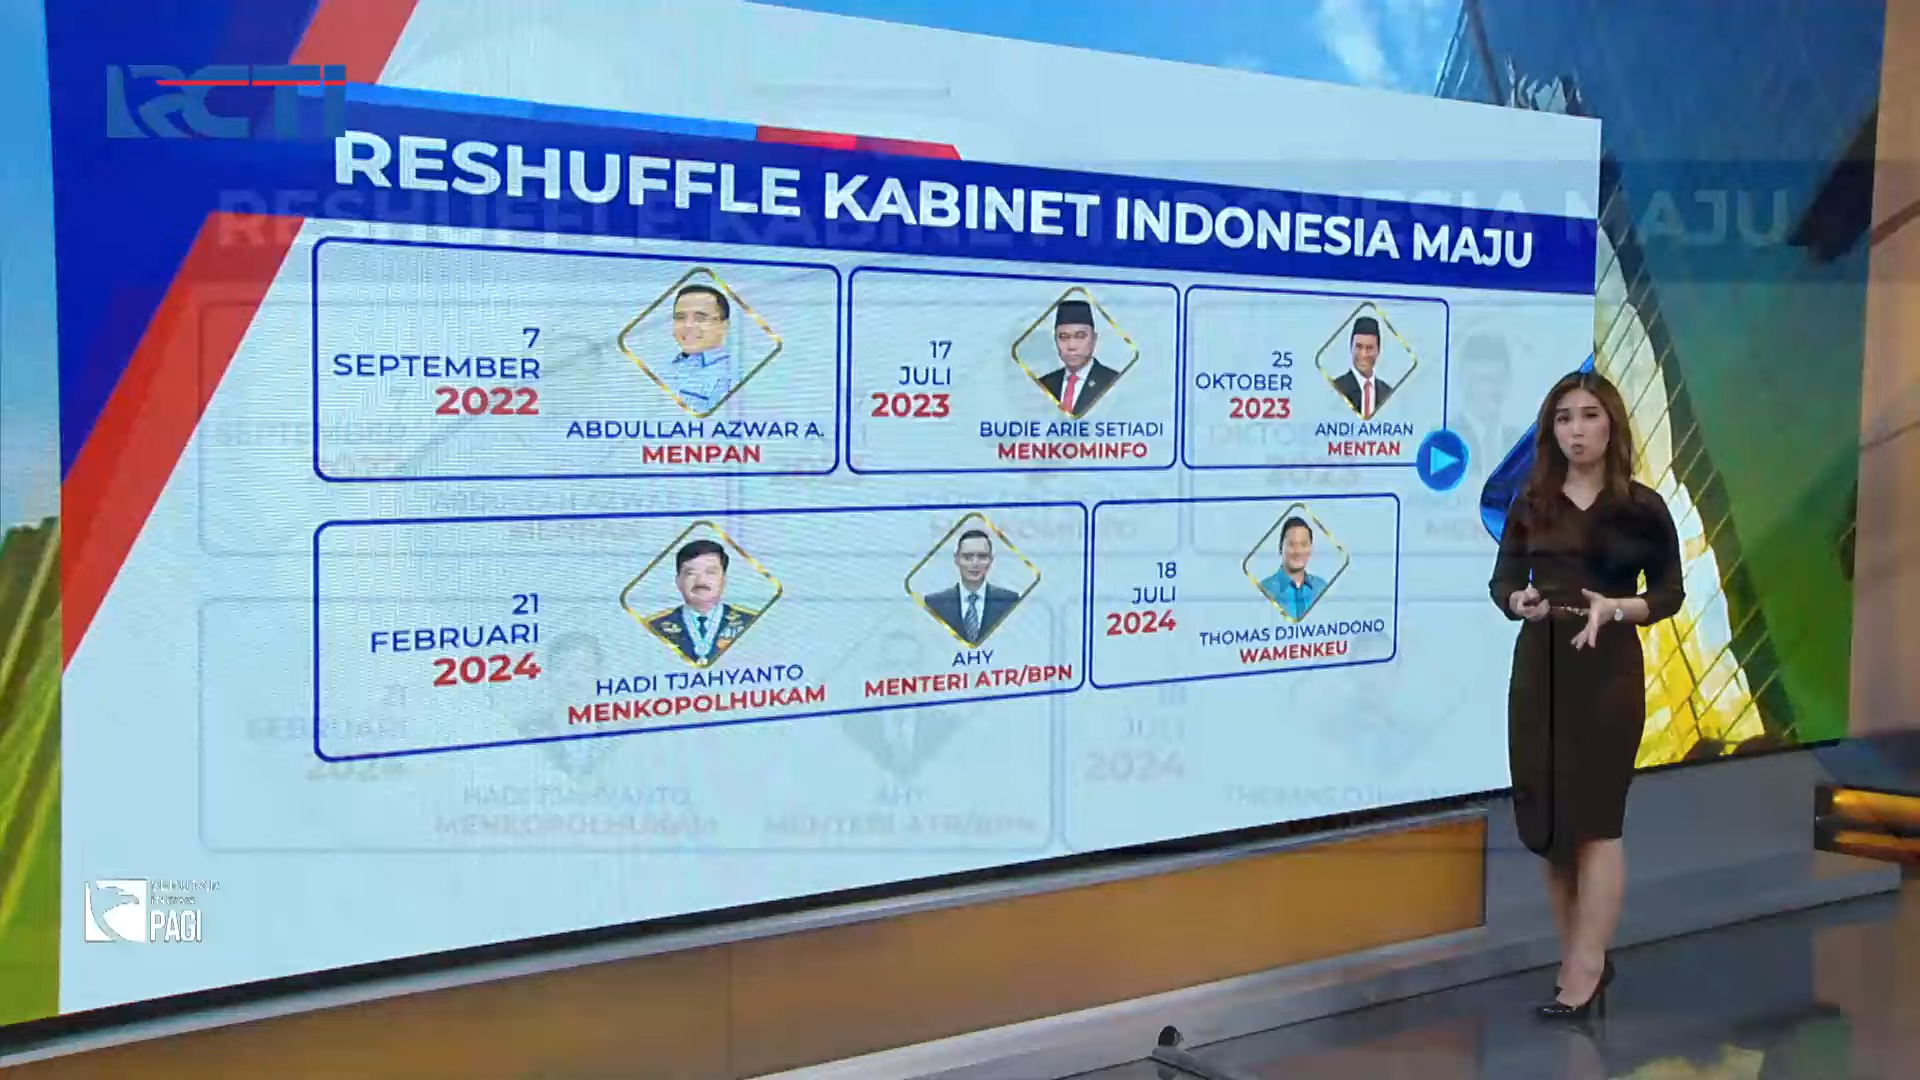 RCTI
RESHUFFLE KABINET INDONESIA MAJU
7
SEPTEMBER
2022
ABDULLAH AZWAR A.
MENPAN
17
JULI
2023
BUDIE ARIE SETIADI
MENKOMINFO
25
OKTOBER
2023
ANDI AMRAN
MENTAN
21
FEBRUARI
2024
HADI TJAHYANTO
MENKOPOLHUKAM
AHY
MENTERI ATR/BPN
18
JULI
2024
THOMAS DJIWANDONO
WAMENKEU
PAGI